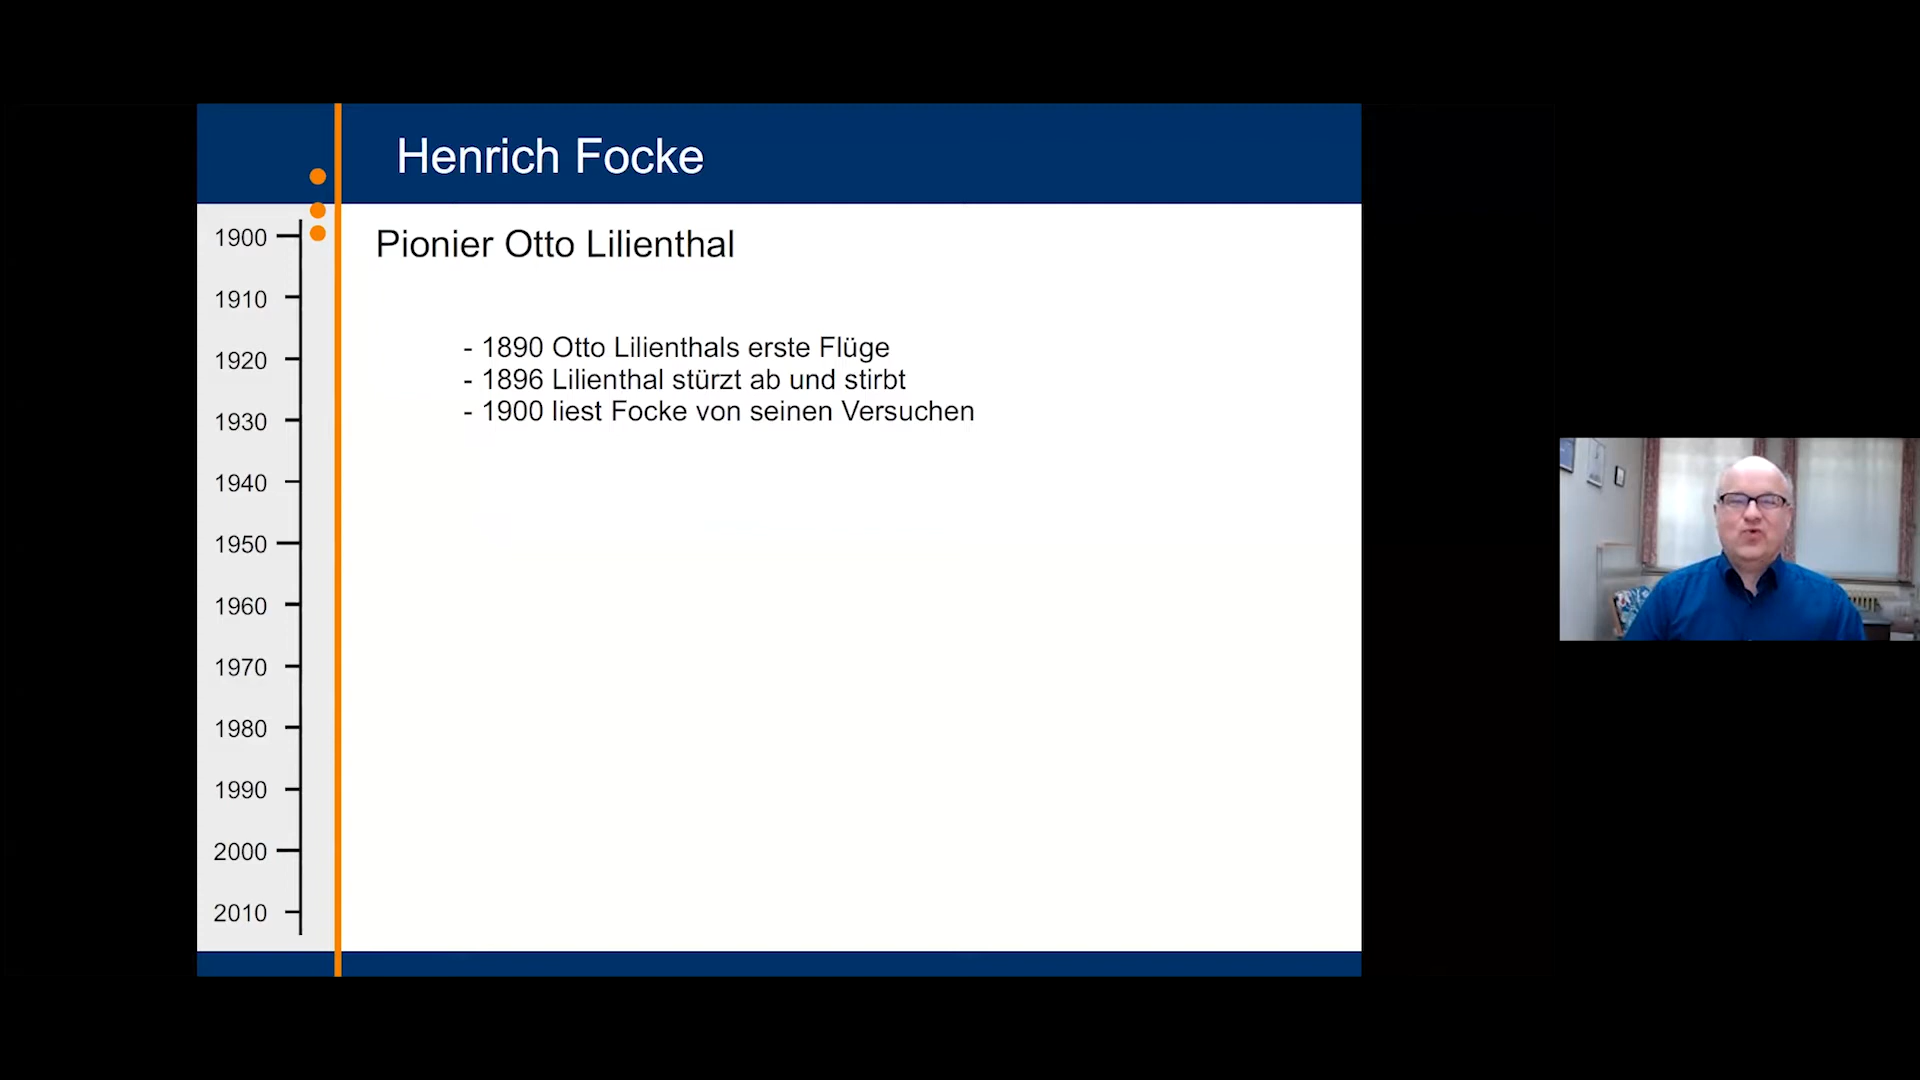 Henrich Focke
Pionier Otto Lilienthal
- 1890 Otto Lilienthals erste Flüge
- 1896 Lilienthal stürzt ab und stirbt
- 1900 liest Focke von seinen Versuchen
1900
1910
1920
1930
1940
1950
1960
1970
1980
1990
2000
2010